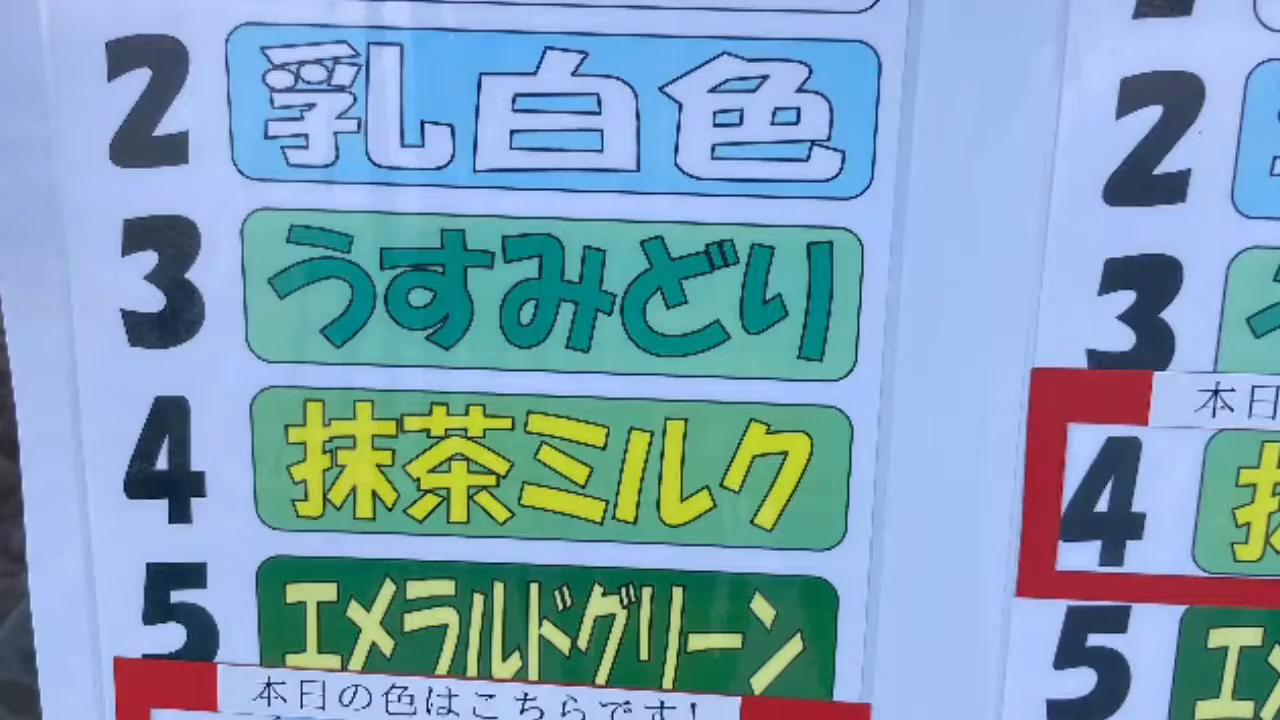 2 乳白色
3 うすみどり
4 抹茶ミルク
5 エメラルドグリーン
本日の色はこちらです!
2
3
本日
4
5 エ